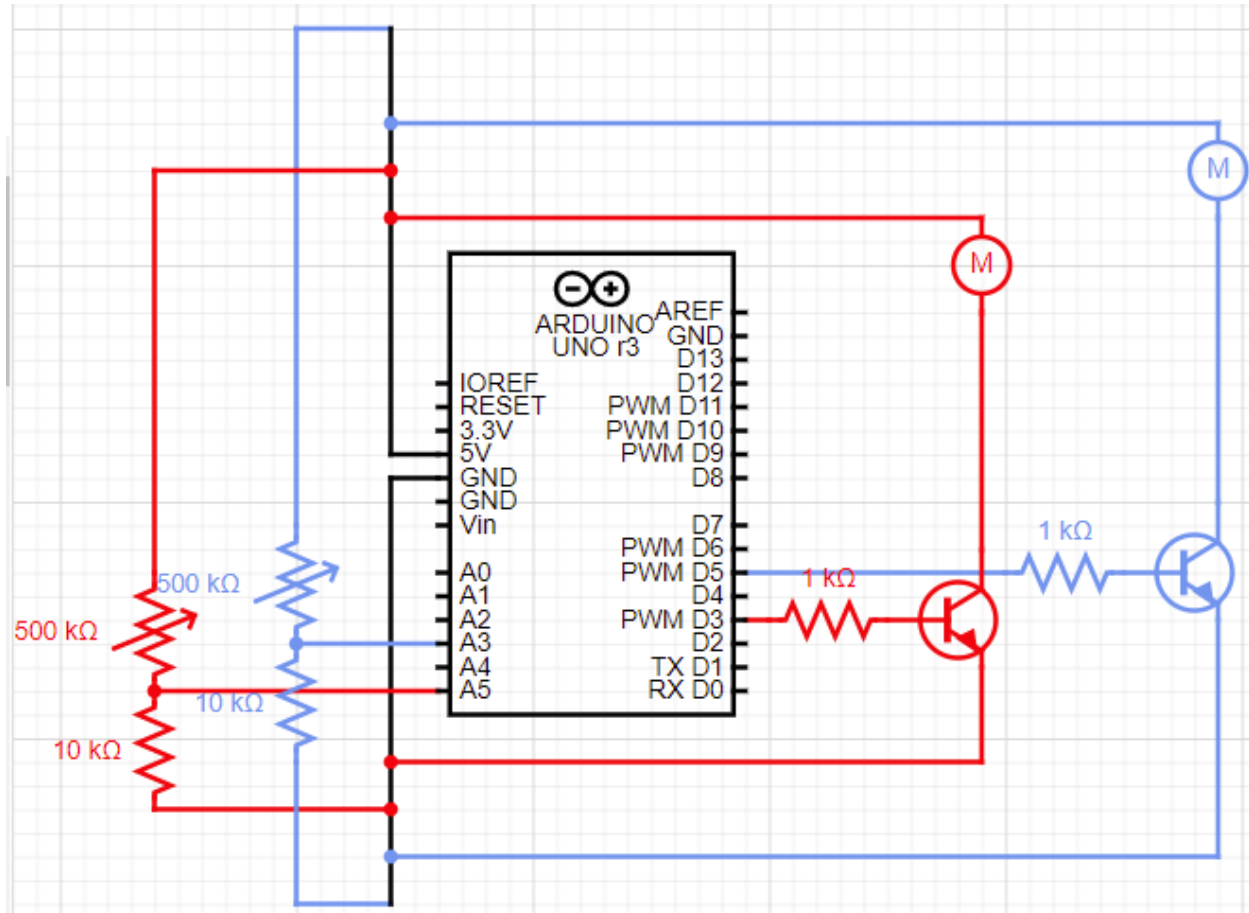 M
M
ARDUINO
UNO r3
AREF
GND
D13
IOREF
D12
RESET
PWM D11
3.3V
PWM D10
5V
PWM D9
GND
D8
GND
Vin
D7
1 kΩ
PWM D6
A0
PWM D5
500 kΩ
1 kΩ
A1
D4
A2
PWM D3
500 kΩ
A3
D2
A4
TX D1
A5
RX D0
10 kΩ
10 kΩ